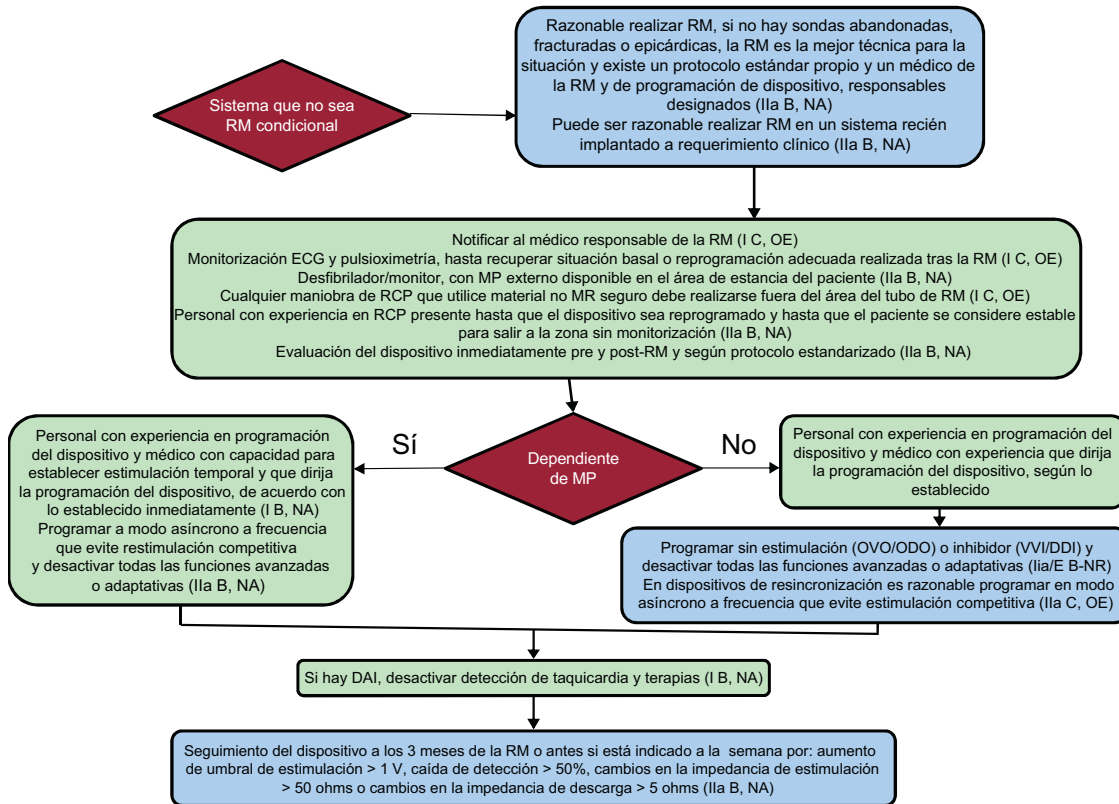 Razonable realizar RM, si no hay sondas abandonadas,
fracturadas o epicárdicas, la RM es la mejor técnica para la
situación y existe un protocolo estándar propio y un médico de
la RM y de programación de dispositivo, responsables
designados (IIa B, NA)
Puede ser razonable realizar RM en un sistema recién
implantado a requerimiento clínico (IIa B, NA)
Sistema que no sea
RM condicional
Notificar al médico responsable de la RM (I C, OE)
Monitorización ECG y pulsioximetría, hasta recuperar situación basal o reprogramación adecuada realizada tras la RM (I C, OE)
Desfibrilador/monitor, con MP externo disponible en el área de estancia del paciente (IIa B, NA)
Cualquier maniobra de RCP que utilice material no MR seguro debe realizarse fuera del área del tubo de RM (I C, OE)
Personal con experiencia en RCP presente hasta que el dispositivo sea reprogramado y hasta que el paciente se considere estable
para salir a la zona sin monitorización (IIa B, NA)
Evaluación del dispositivo inmediatamente pre y post-RM y según protocolo estandarizado (IIa B, NA)
Dependiente
de MP
Sí
No
Personal con experiencia en programación
del dispositivo y médico con capacidad para
establecer estimulación temporal y que dirija
la programación del dispositivo, de acuerdo con
lo establecido inmediatamente (I B, NA)
Programar a modo asíncrono a frecuencia
que evite restimulación competitiva
y desactivar todas las funciones avanzadas
o adaptativas (IIa B, NA)
Personal con experiencia en programación del
dispositivo y médico con experiencia que dirija
la programación del dispositivo, según lo
establecido
Programar sin estimulación (OVO/ODO) o inhibidor (VVI/DDI) y
desactivar todas las funciones avanzadas o adaptativas (Iia/E B-NR)
En dispositivos de resincronización es razonable programar en modo
asíncrono a frecuencia que evite estimulación competitiva (IIa C, OE)
Si hay DAI, desactivar detección de taquicardia y terapias (I B, NA)
Seguimiento del dispositivo a los 3 meses de la RM o antes si está indicado a la semana por: aumento
de umbral de estimulación > 1 V, caída de detección > 50%, cambios en la impedancia de estimulación
> 50 ohms o cambios en la impedancia de descarga > 5 ohms (IIa B, NA)